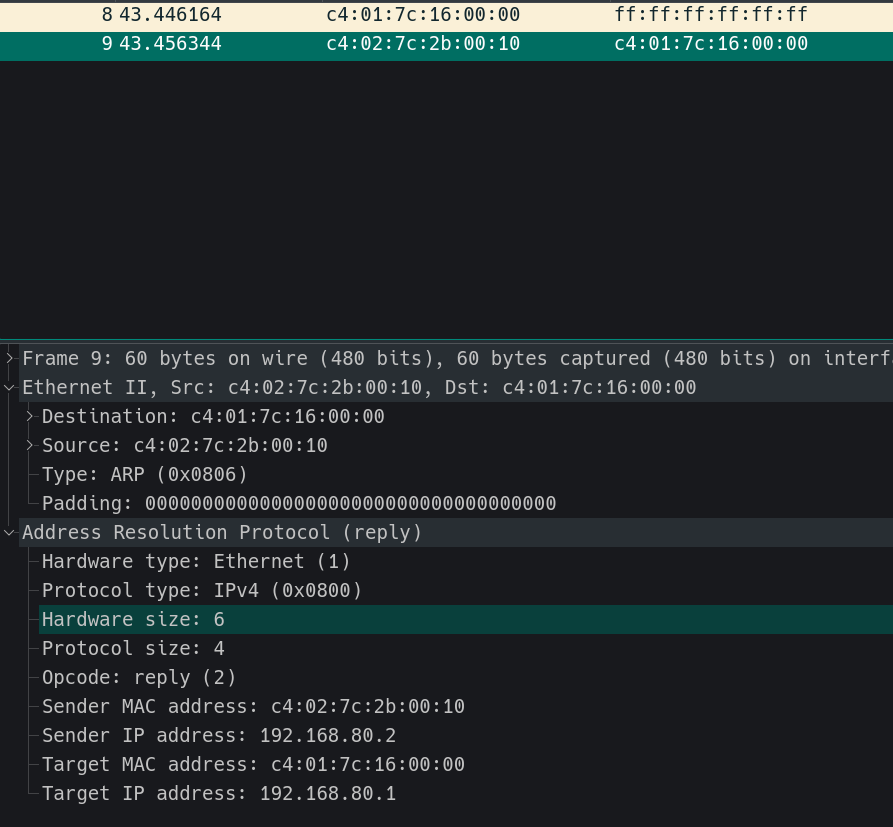 8 43.446164 c4:01:7c:16:00:00 ff:ff:ff:ff:ff:ff
9 43.456344 c4:02:7c:2b:00:10 c4:01:7c:16:00:00
Frame 9: 60 bytes on wire (480 bits), 60 bytes captured (480 bits) on interf
Ethernet II, Src: c4:02:7c:2b:00:10, Dst: c4:01:7c:16:00:00
Destination: c4:01:7c:16:00:00
Source: c4:02:7c:2b:00:10
Type: ARP (0x0806)
Padding: 000000000000000000000000000000000000
Address Resolution Protocol (reply)
Hardware type: Ethernet (1)
Protocol type: IPv4 (0x0800)
Hardware size: 6
Protocol size: 4
Opcode: reply (2)
Sender MAC address: c4:02:7c:2b:00:10
Sender IP address: 192.168.80.2
Target MAC address: c4:01:7c:16:00:00
Target IP address: 192.168.80.1